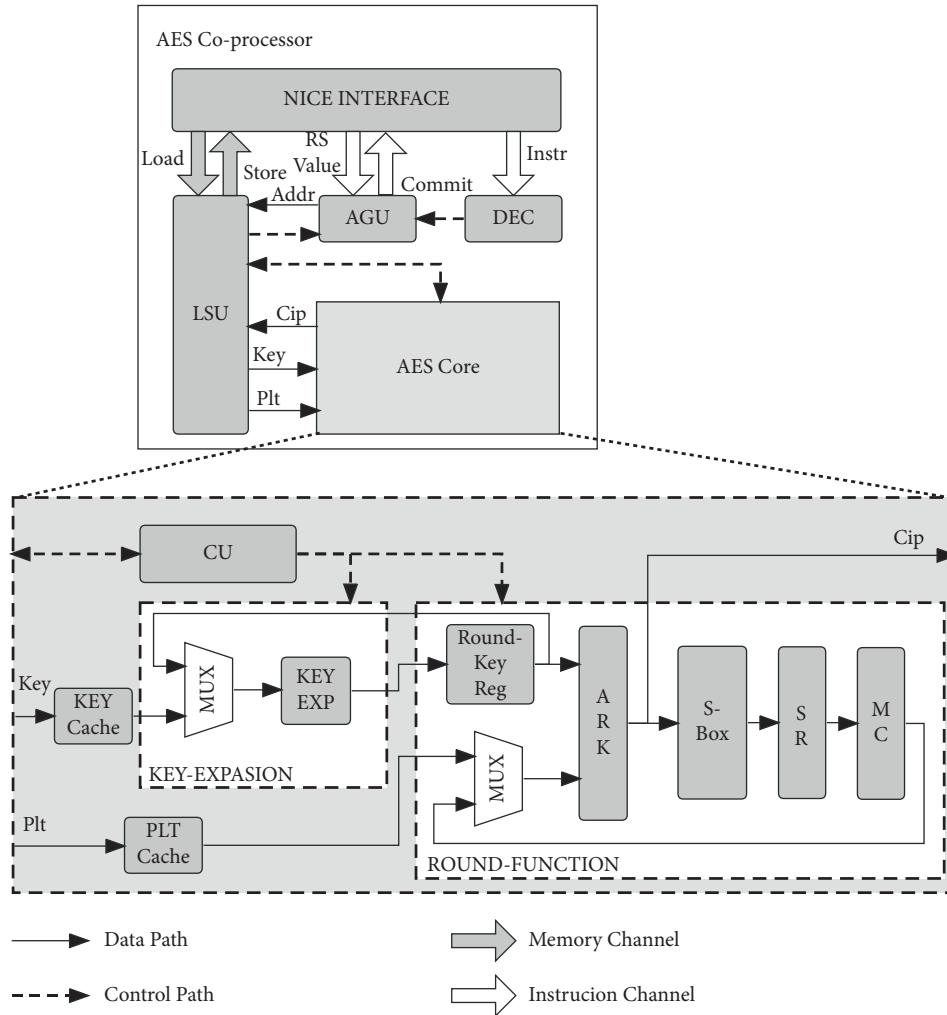 AES Co-processor
NICE INTERFACE
Load
Store
RS
Value
Commit
Instr
Addr
AGU
DEC
LSU
Cip
Key
Plt
AES Core
CU
Cip
Key
KEY
Cache
MUX
KEY
EXP
KEY-EXPASION
Round-
Key
Reg
MUX
A
R
K
S-
Box
S
R
M
C
Plt
PLT
Cache
ROUND-FUNCTION
Data Path
Memory Channel
Control Path
Instrucion Channel